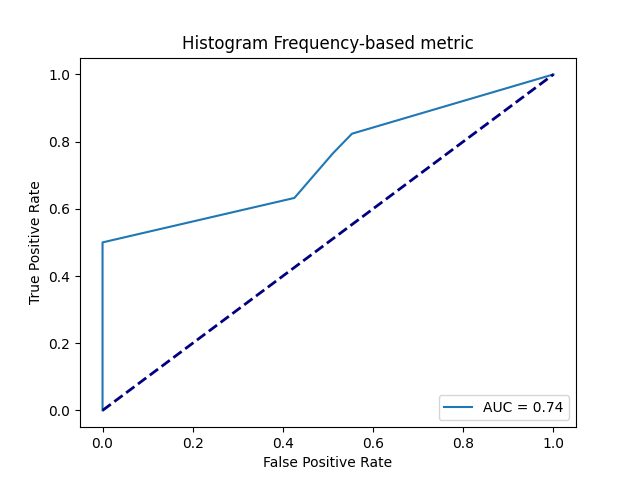 Histogram Frequency-based metric
True Positive Rate
1.0
0.8
0.6
0.4
0.2
0.0
AUC = 0.74
0.0 0.2 0.4 0.6 0.8 1.0
False Positive Rate